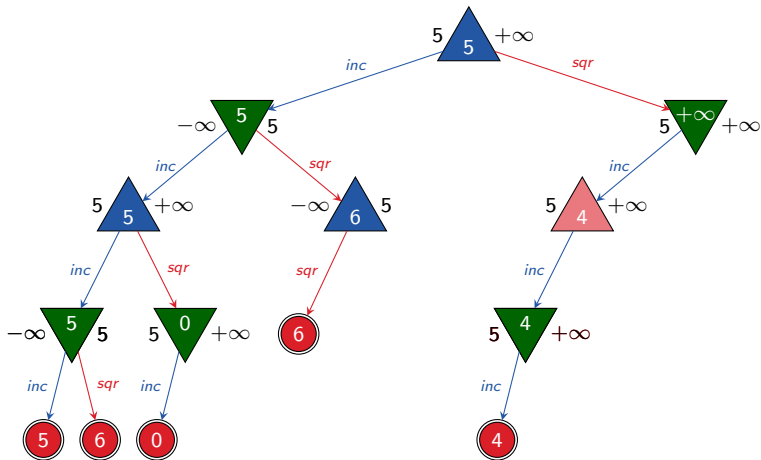 5 5 +∞
inc sqr
5 +∞
−∞ 5 5 +∞
inc sqr inc
5 5 +∞ −∞ 6 5 5 4 +∞
inc sqr sqr inc
5 0 4
−∞ 5 5 +∞ 6 5 +∞
inc sqr inc inc
5 6 0 4